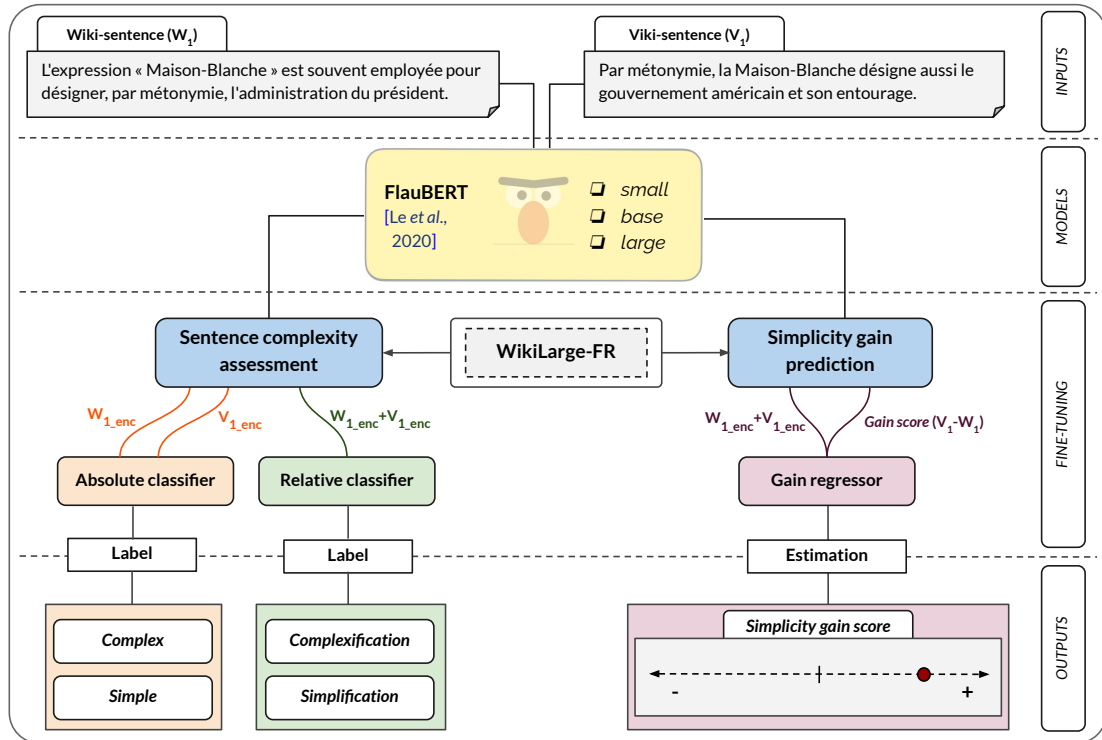 Wiki-sentence (W1)
Viki-sentence (V1)
L'expression « Maison-Blanche » est souvent employée pour
désigner, par métonymie, l'administration du président.
Par métonymie, la Maison-Blanche désigne aussi le
gouvernement américain et son entourage.
INPUTS
FlauBERT
[Le et al.,
2020]
❏ small
❏ base
❏ large
MODELS
Sentence complexity
assessment
WikiLarge-FR
Simplicity gain
prediction
W1_enc
V1_enc
W1_enc+V1_enc
W1_enc+V1_enc
Gain score (V1-W1)
Absolute classifier
Relative classifier
Gain regressor
FINE-TUNING
Label
Label
Estimation
Complex
Simple
Complexification
Simplification
Simplicity gain score
-
+
OUTPUTS